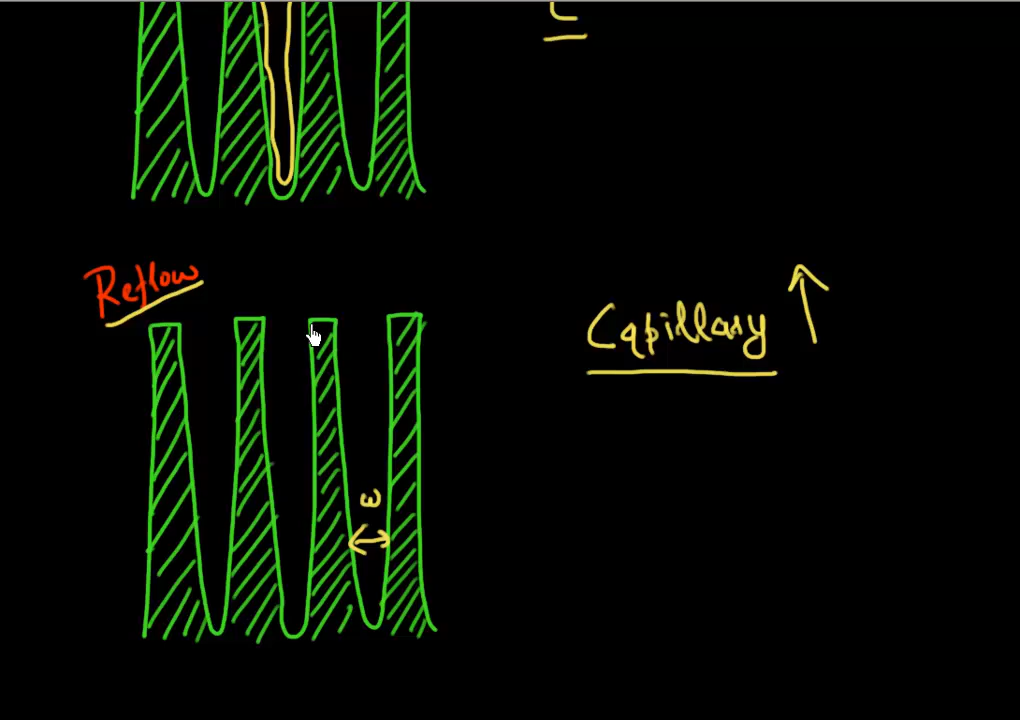 Reflow
Capillary ↑
ω